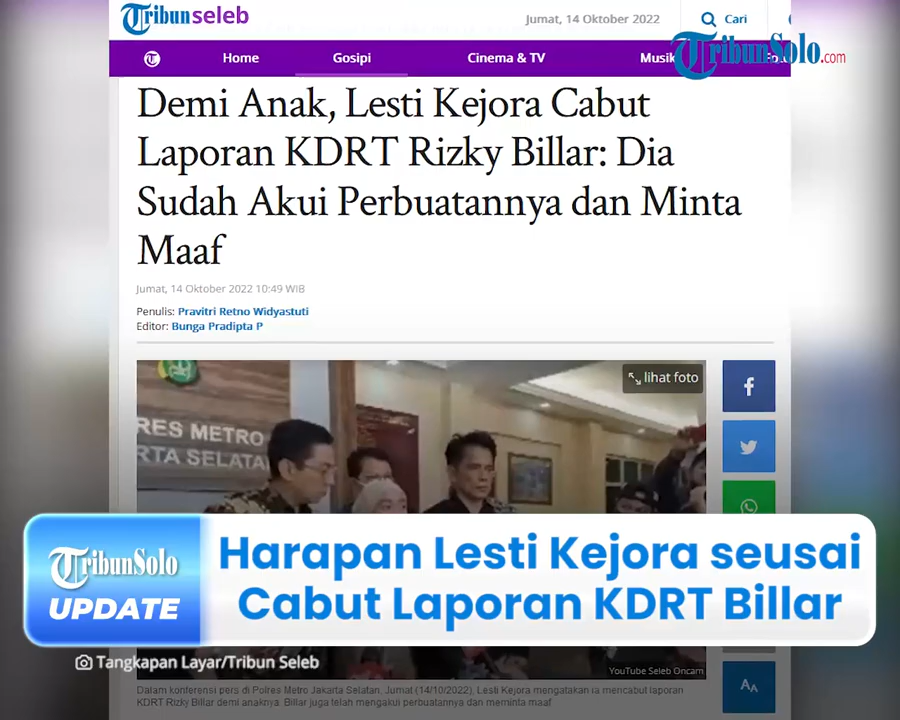 Tribunseleb
Jumat, 14 Oktober 2022
Cari
TribunSolo.com
Home
Gosipi
Cinema & TV
Musik
Demi Anak, Lesti Kejora Cabut
Laporan KDRT Rizky Billar: Dia
Sudah Akui Perbuatannya dan Minta
Maaf
Jumat, 14 Oktober 2022 10:49 WIB
Penulis: Pravitri Retno Widyastuti
Editor: Bunga Pradipta P
lihat foto
RES METRO
RTA SELATAN
TribunSolo
UPDATE
Harapan Lesti Kejora seusai
Cabut Laporan KDRT Billar
Tangkapan Layar/Tribun Seleb
YouTube Seleb Oncam
AA
Dalam konferensi pers di Polres Metro Jakarta Selatan, Jumat (14/10/2022), Lesti Kejora mengatakan ia mencabut laporan
KDRT Rizky Billar demi anaknya. Billar juga telah mengakui perbuatannya dan meminta maaf